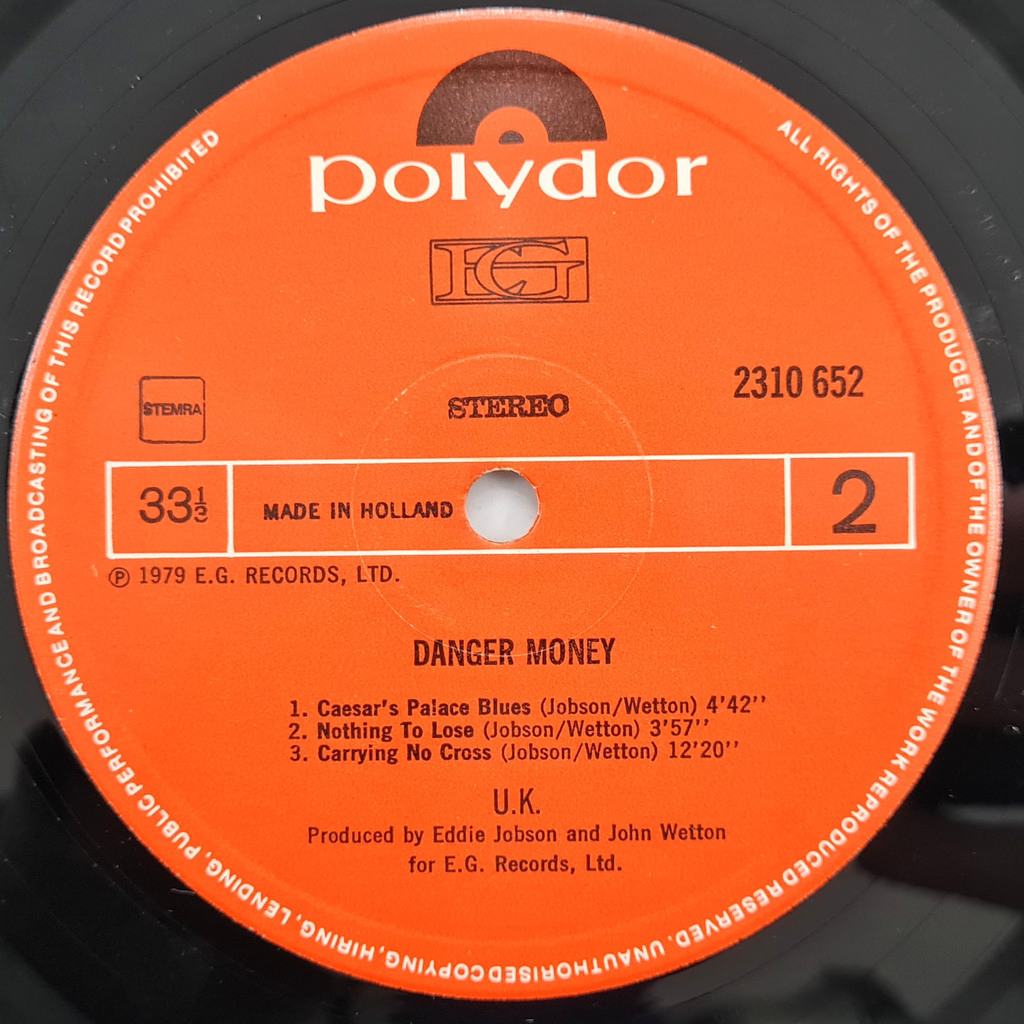 polydor
EG
STEREO
2310 652
STEMRA
33⅓
MADE IN HOLLAND
2
℗ 1979 E.G. RECORDS, LTD.
DANGER MONEY
1. Caesar's Palace Blues (Jobson/Wetton) 4'42''
2. Nothing To Lose (Jobson/Wetton) 3'57''
3. Carrying No Cross (Jobson/Wetton) 12'20''
U.K.
Produced by Eddie Jobson and John Wetton
for E.G. Records, Ltd.
ALL RIGHTS OF THE PRODUCER AND OF THE OWNER OF THE WORK REPRODUCED RESERVED. UNAUTHORISED COPYING, HIRING, LENDING, PUBLIC PERFORMANCE AND BROADCASTING OF THIS RECORD PROHIBITED